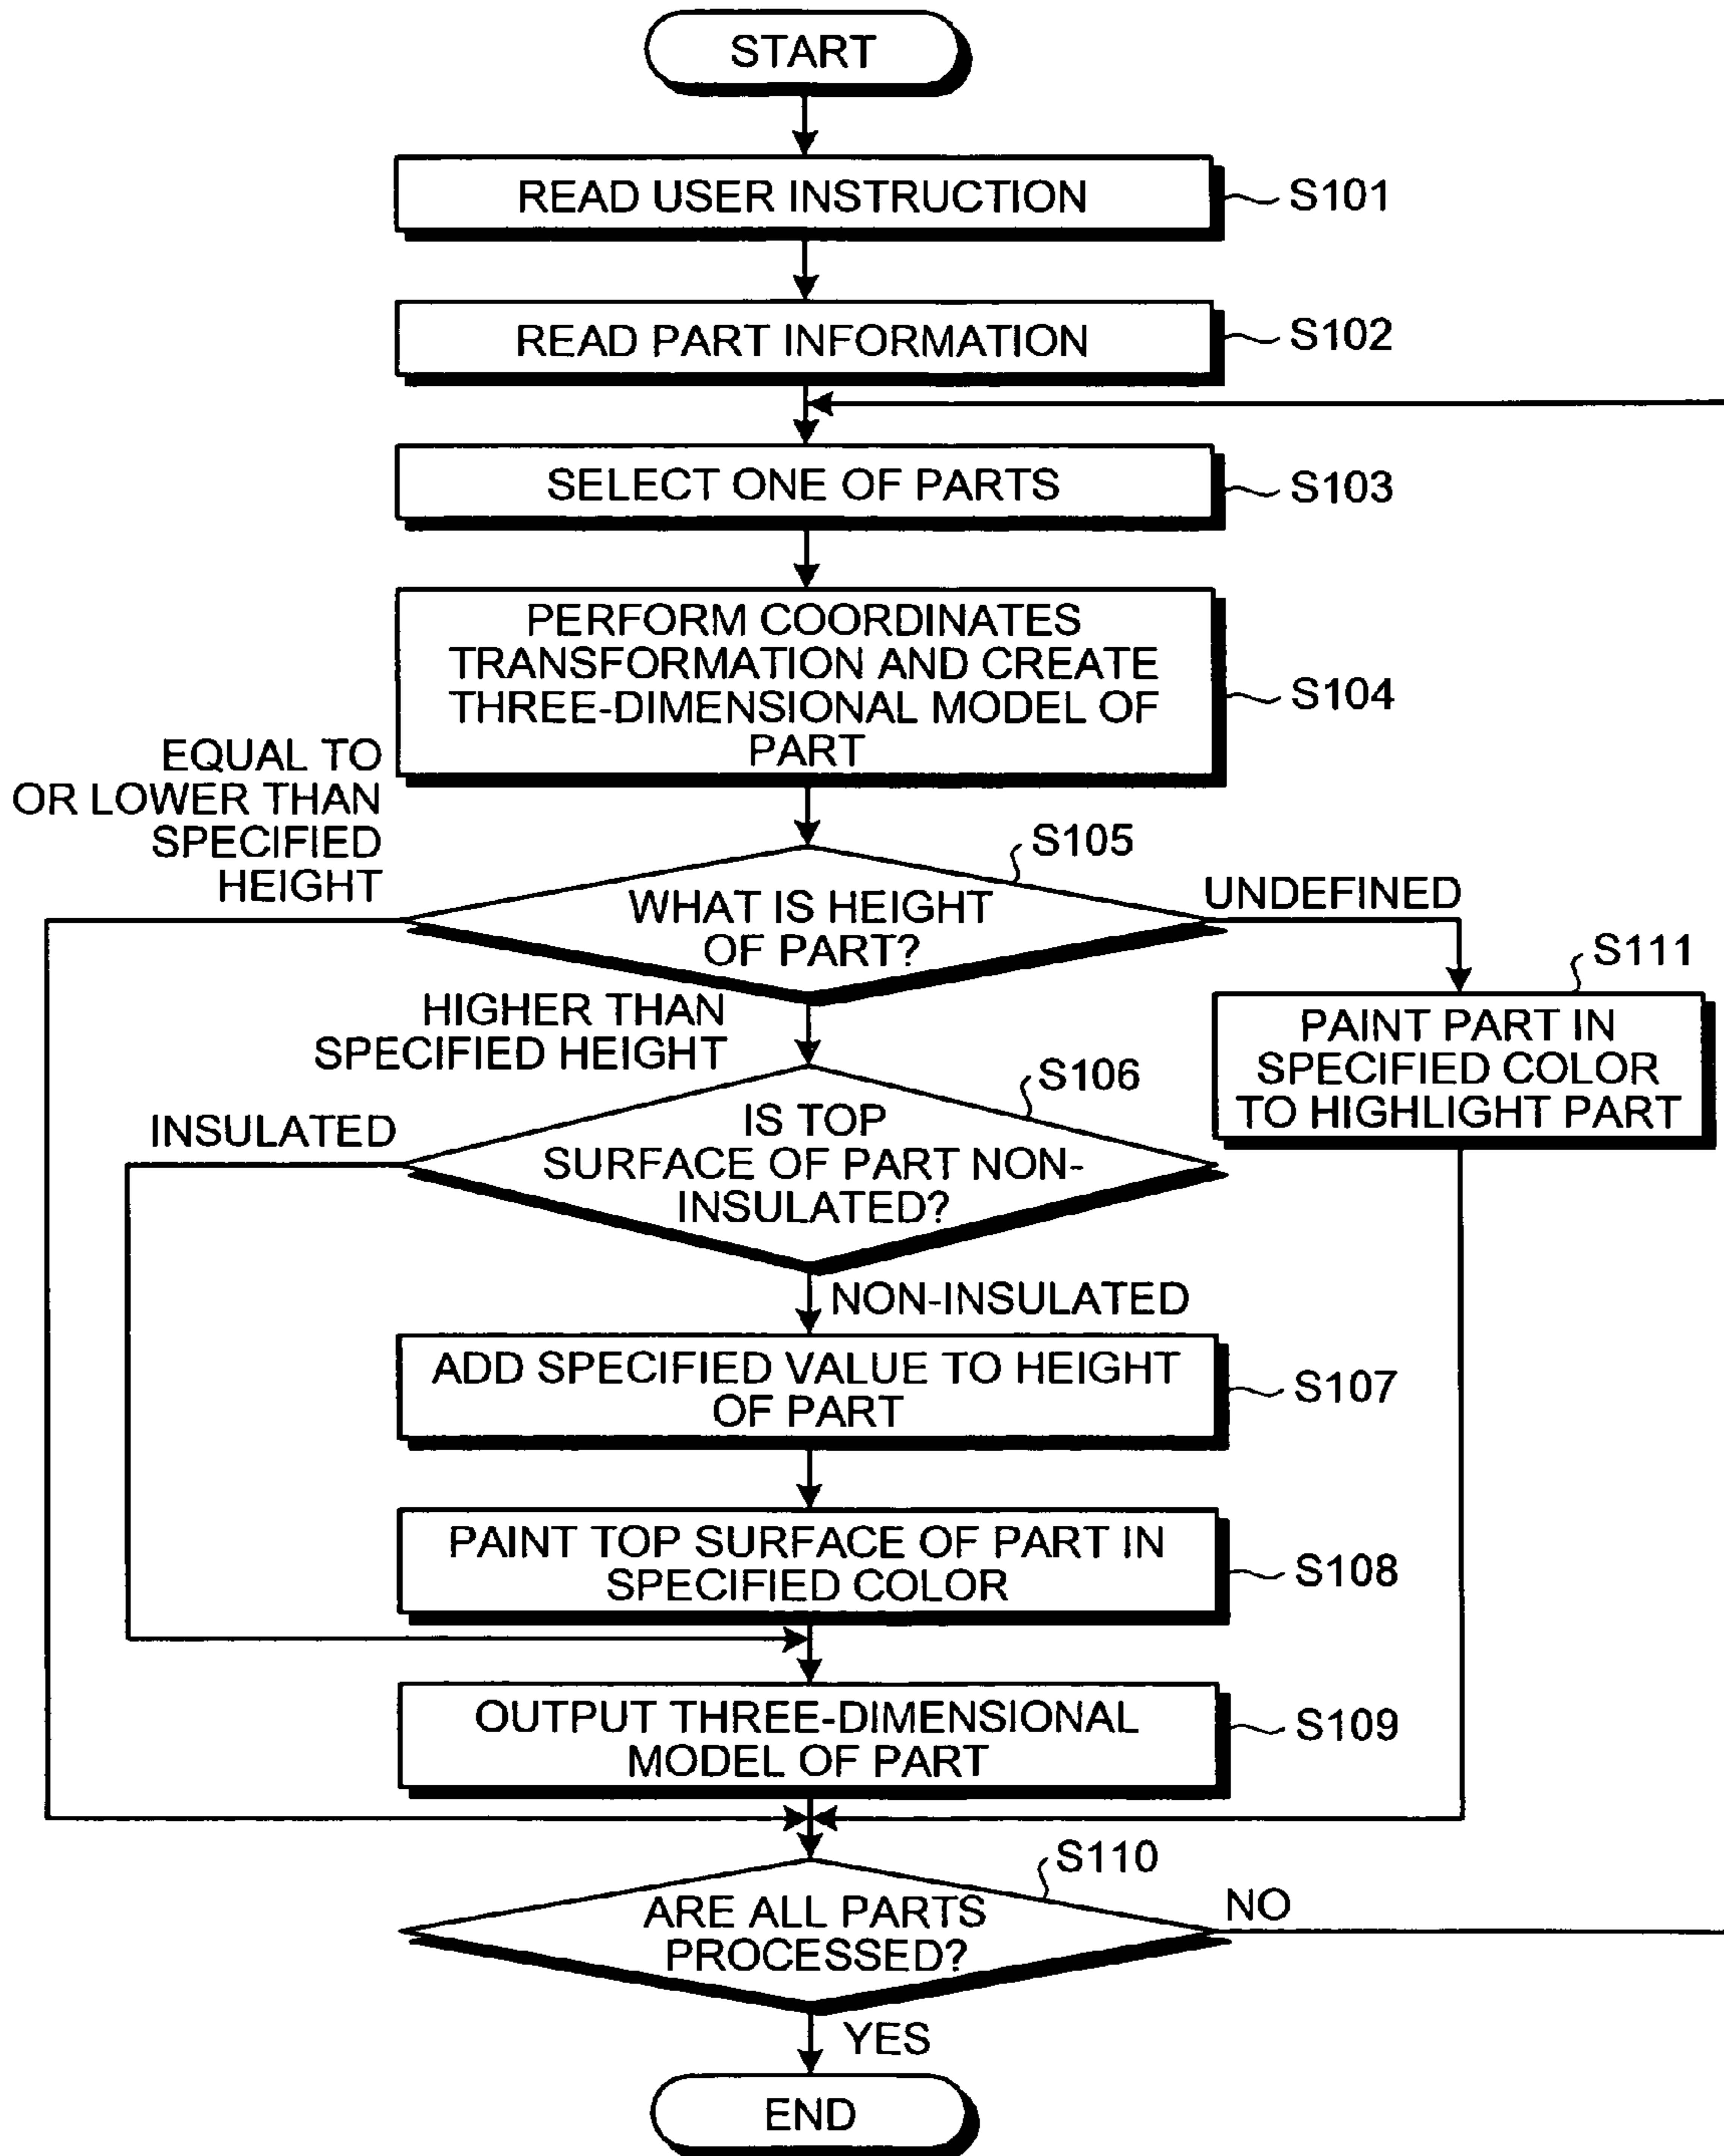 START
READ USER INSTRUCTION
S101
READ PART INFORMATION
S102
SELECT ONE OF PARTS
S103
PERFORM COORDINATES
TRANSFORMATION AND CREATE
THREE-DIMENSIONAL MODEL OF
PART
S104
EQUAL TO
OR LOWER THAN
SPECIFIED
HEIGHT
S105
WHAT IS HEIGHT
OF PART?
UNDEFINED
S111
PAINT PART IN
SPECIFIED COLOR
TO HIGHLIGHT PART
HIGHER THAN
SPECIFIED HEIGHT
S106
IS TOP
SURFACE OF PART NON-
INSULATED?
INSULATED
NON-INSULATED
ADD SPECIFIED VALUE TO HEIGHT
OF PART
S107
PAINT TOP SURFACE OF PART IN
SPECIFIED COLOR
S108
OUTPUT THREE-DIMENSIONAL
MODEL OF PART
S109
S110
ARE ALL PARTS
PROCESSED?
NO
YES
END